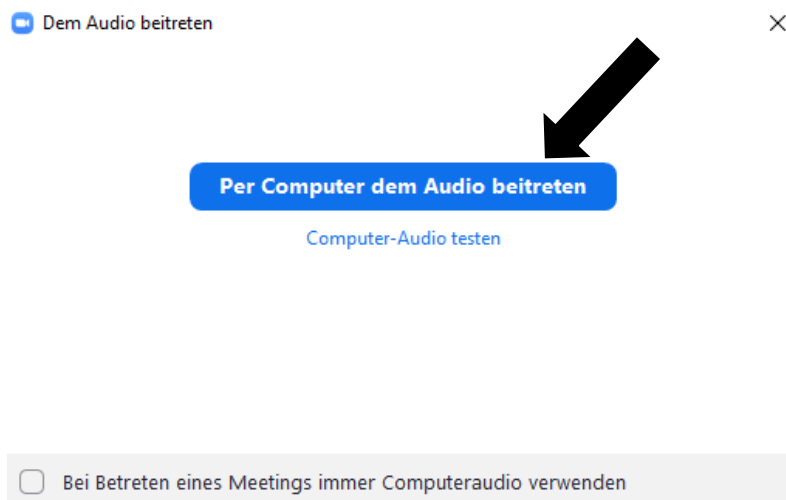 Dem Audio beitreten
Per Computer dem Audio beitreten
Computer-Audio testen
Bei Betreten eines Meetings immer Computeraudio verwenden